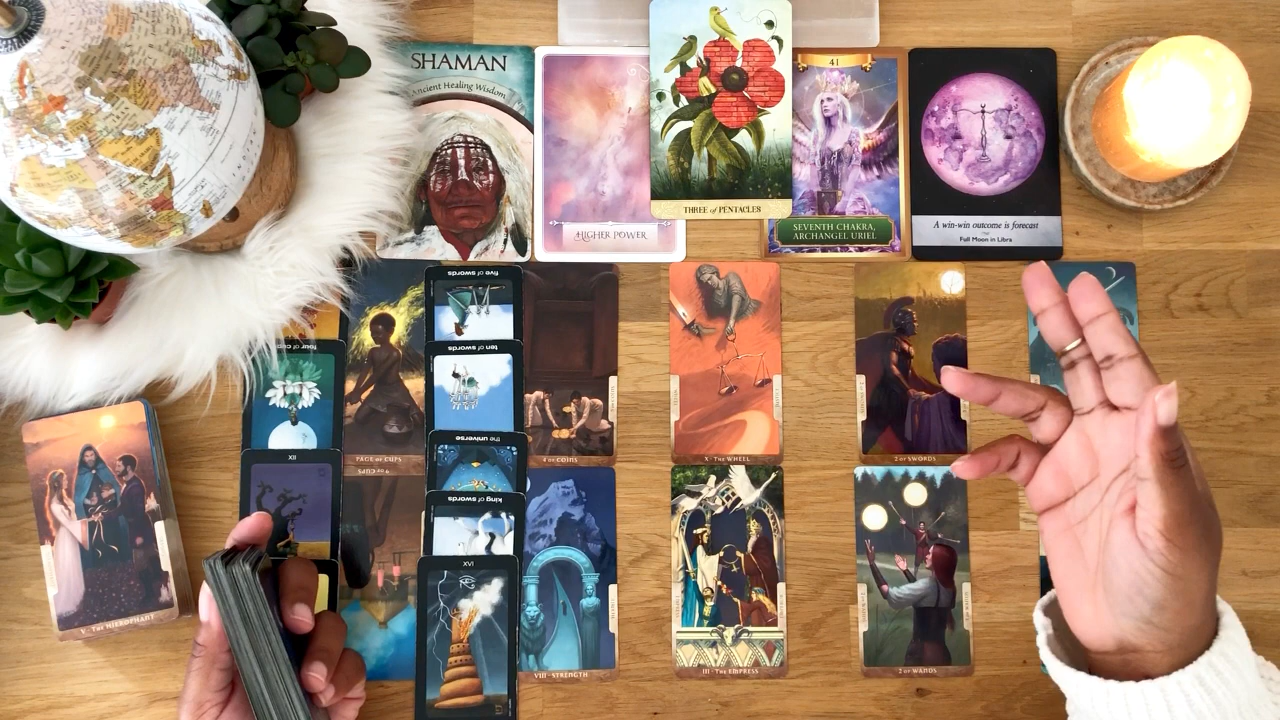 SHAMAN
Ancient Healing Wisdom
HIGHER POWER
THREE of PENTACLES
41
SEVENTH CHAKRA,
ARCHANGEL URIEL
A win-win outcome is forecast
Full Moon in Libra
five of swords
ten of swords
the universe
king of swords
XVI
four of cups
XII
PAGE OF CUPS
4 OF COINS
X · THE WHEEL
2 OF SWORDS
V · THE HIEROPHANT
VIII · STRENGTH
III · THE EMPRESS
2 OF WANDS